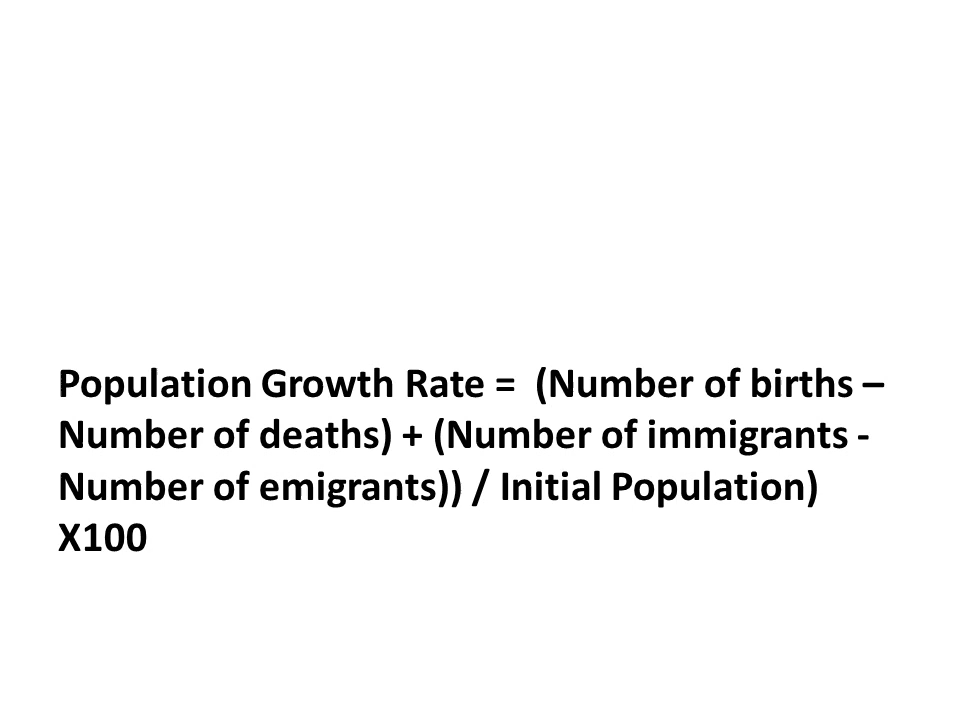 Population Growth Rate =  (Number of births –
Number of deaths) + (Number of immigrants -
Number of emigrants)) / Initial Population)
X100